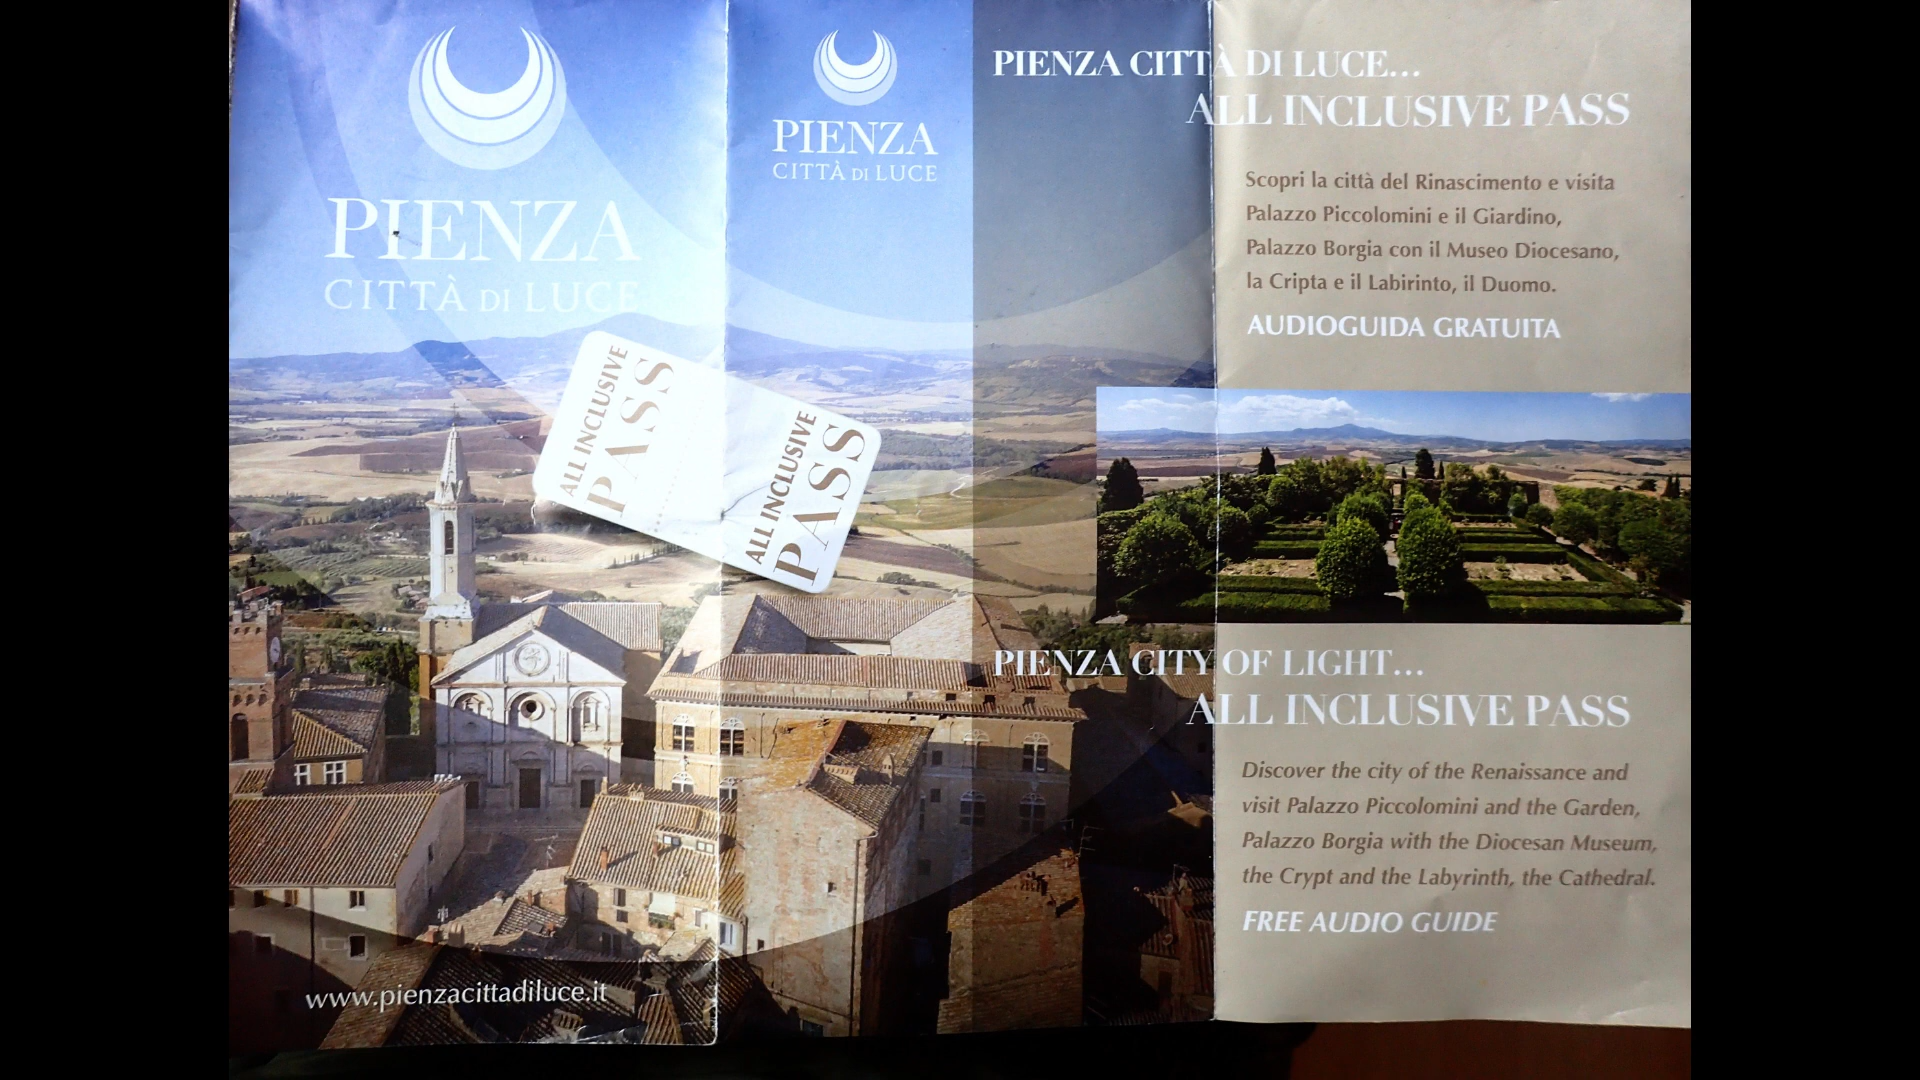 PIENZA
CITTÀ DI LUCE
ALL INCLUSIVE
PASS
ALL INCLUSIVE
PASS
www.pienzacittadiluce.it
PIENZA
CITTÀ DI LUCE
PIENZA CITTÀ DI LUCE...
ALL INCLUSIVE PASS
Scopri la città del Rinascimento e visita
Palazzo Piccolomini e il Giardino,
Palazzo Borgia con il Museo Diocesano,
la Cripta e il Labirinto, il Duomo.
AUDIOGUIDA GRATUITA
PIENZA CITY OF LIGHT...
ALL INCLUSIVE PASS
Discover the city of the Renaissance and
visit Palazzo Piccolomini and the Garden,
Palazzo Borgia with the Diocesan Museum,
the Crypt and the Labyrinth, the Cathedral.
FREE AUDIO GUIDE